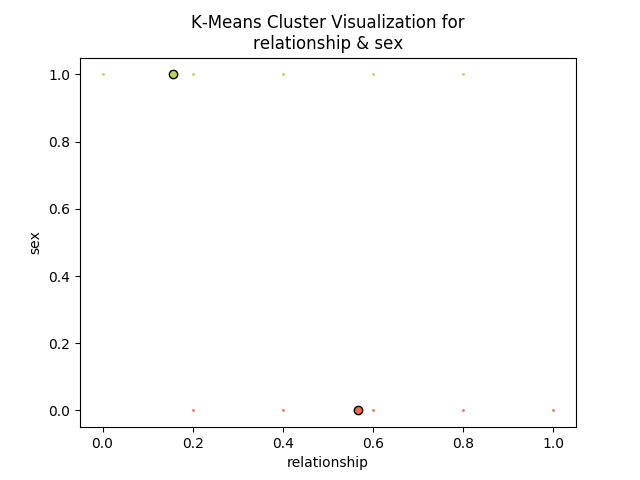 K-Means Cluster Visualization for
relationship & sex
1.0
0.8
0.6
0.4
0.2
0.0
sex
0.0 0.2 0.4 0.6 0.8 1.0
relationship